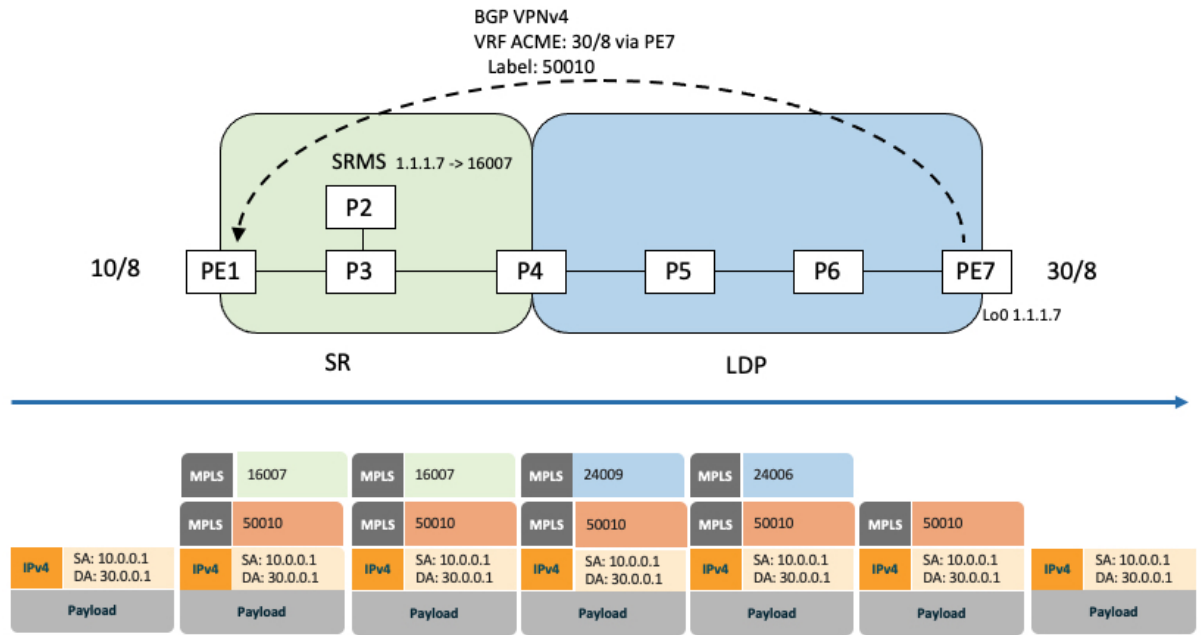 BGP VPNv4
VRF ACME: 30/8 via PE7
Label: 50010
SRMS 1.1.1.7 -> 16007
P2
10/8
PE1
P3
P4
P5
P6
PE7
30/8
Lo0 1.1.1.7
SR
LDP
MPLS 16007
MPLS 16007
MPLS 24009
MPLS 24006
MPLS 50010
MPLS 50010
MPLS 50010
MPLS 50010
MPLS 50010
IPv4
SA: 10.0.0.1
DA: 30.0.0.1
IPv4
SA: 10.0.0.1
DA: 30.0.0.1
IPv4
SA: 10.0.0.1
DA: 30.0.0.1
IPv4
SA: 10.0.0.1
DA: 30.0.0.1
IPv4
SA: 10.0.0.1
DA: 30.0.0.1
IPv4
SA: 10.0.0.1
DA: 30.0.0.1
IPv4
SA: 10.0.0.1
DA: 30.0.0.1
Payload
Payload
Payload
Payload
Payload
Payload
Payload